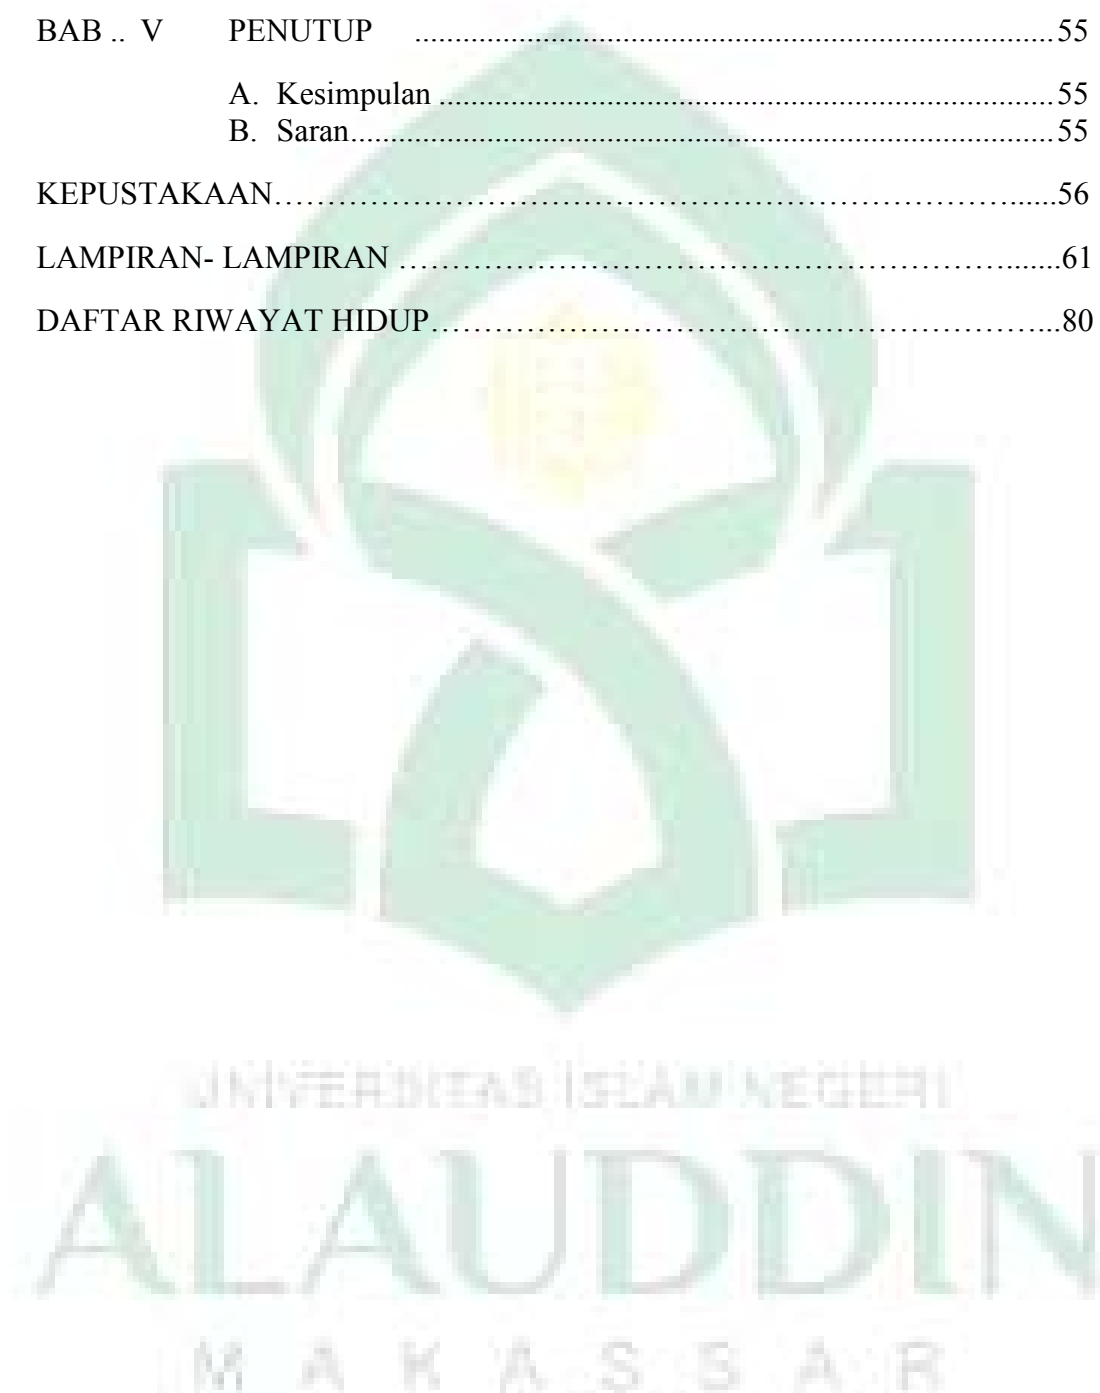 BAB .. V PENUTUP ................................................................................ 55
A. Kesimpulan ............................................................................. 55
B. Saran........................................................................................ 55
KEPUSTAKAAN……………………………………………………………......56
LAMPIRAN- LAMPIRAN …………………………………………………….......61
DAFTAR RIWAYAT HIDUP…………………………………………………...80
UNIVERSITAS ISLAM NEGERI
ALAUDDIN
MAKASSAR